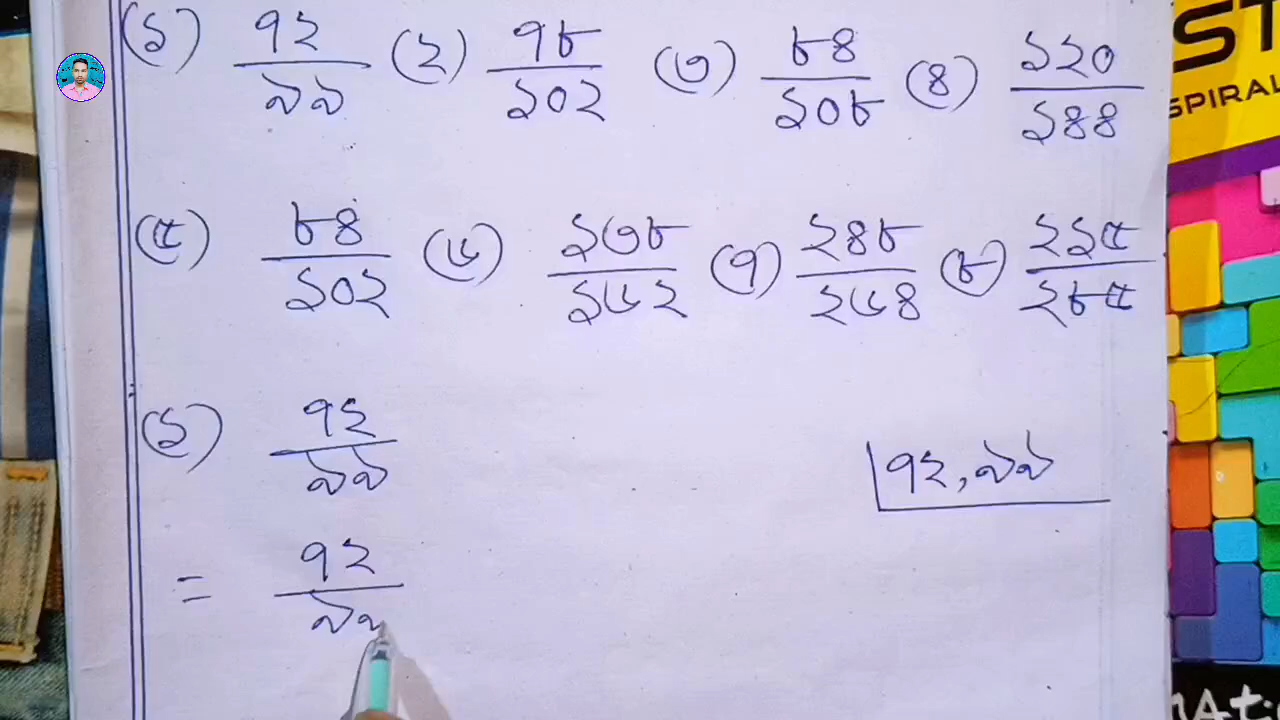 (১) ৭২/৯৯ (২) ৭৮/১০২ (৩) ৮৪/১০৮ (৪) ১২০/১৪৪
(৫) ৮৪/১০২ (৬) ১৩৮/১৬২ (৭) ২৪৮/২৬৪ (৮) ২১৫/২৮৫
(১) ৭২/৯৯
৭২, ৯৯
= ৭২/৯৯
ST
SPIRAL